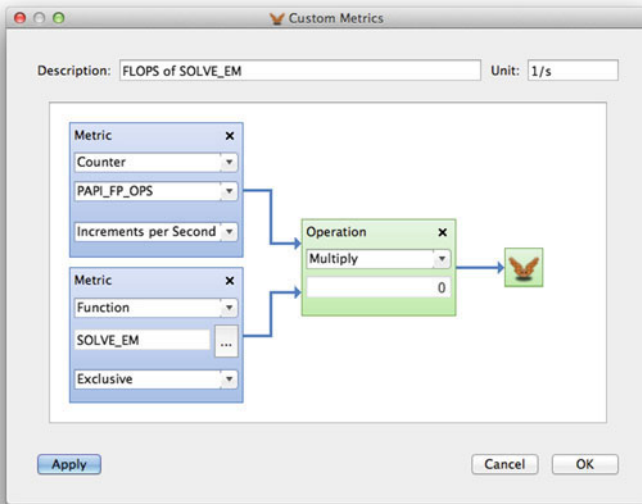 Custom Metrics
Description: FLOPS of SOLVE_EM Unit: 1/s
Metric x
Counter
PAPI_FP_OPS
Increments per Second
Metric x
Function
SOLVE_EM ...
Exclusive
Operation x
Multiply
0
Apply Cancel OK